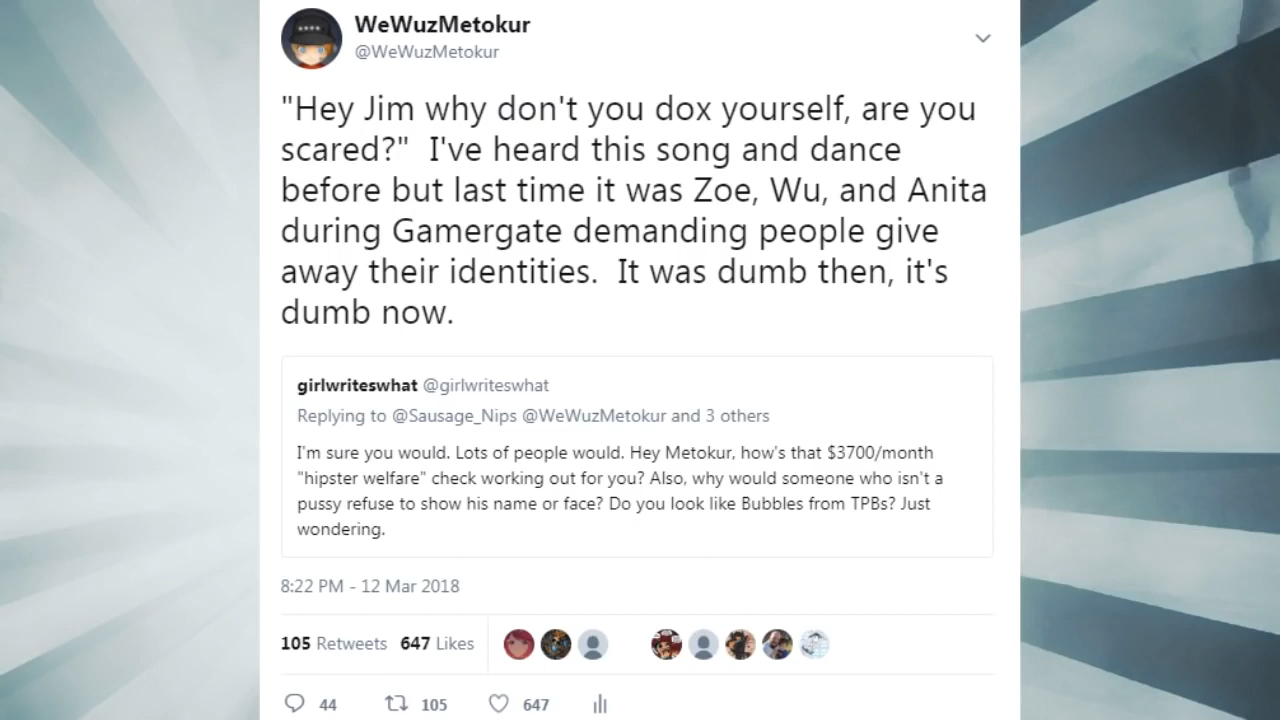 WeWuzMetokur
@WeWuzMetokur
"Hey Jim why don't you dox yourself, are you
scared?"  I've heard this song and dance
before but last time it was Zoe, Wu, and Anita
during Gamergate demanding people give
away their identities.  It was dumb then, it's
dumb now.
girlwriteswhat @girlwriteswhat
Replying to @Sausage_Nips @WeWuzMetokur and 3 others
I'm sure you would. Lots of people would. Hey Metokur, how's that $3700/month
"hipster welfare" check working out for you? Also, why would someone who isn't a
pussy refuse to show his name or face? Do you look like Bubbles from TPBs? Just
wondering.
8:22 PM - 12 Mar 2018
105 Retweets 647 Likes
44 105 647